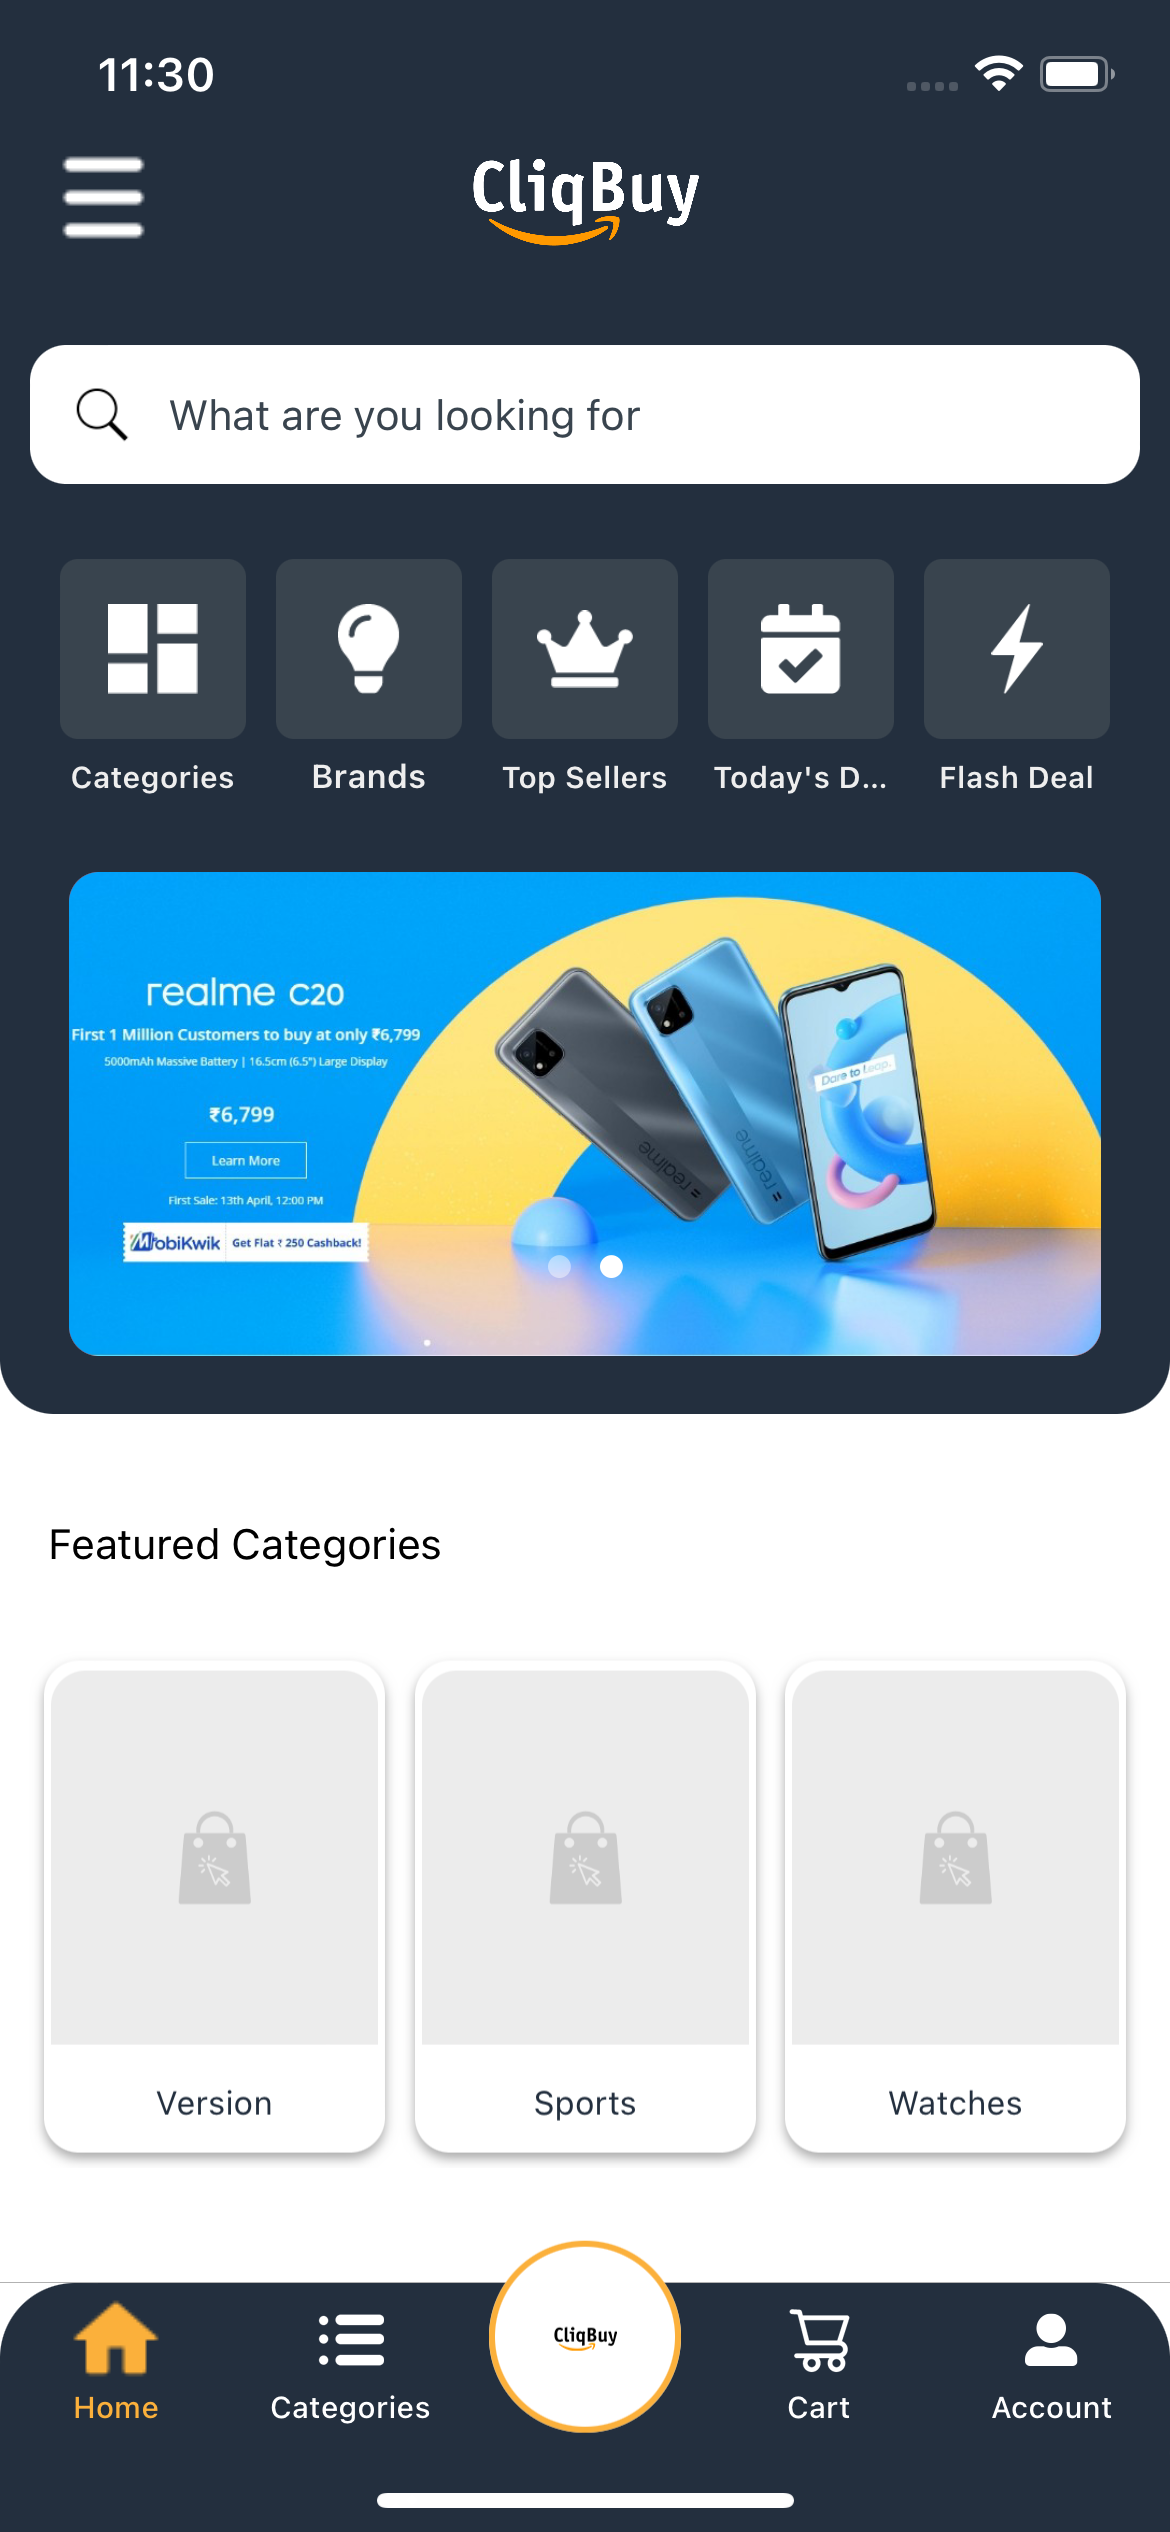 11:30
CliqBuy
What are you looking for
Categories
Brands
Top Sellers
Today's D...
Flash Deal
realme C20
First 1 Million Customers to buy at only ₹6,799
5000mAh Massive Battery | 16.5cm (6.5") Large Display
₹6,799
Learn More
First Sale: 13th April, 12:00 PM
MobiKwik Get Flat ₹ 250 Cashback!
realme
realme
Dare to Leap.
Featured Categories
Version
Sports
Watches
Home
Categories
CliqBuy
Cart
Account